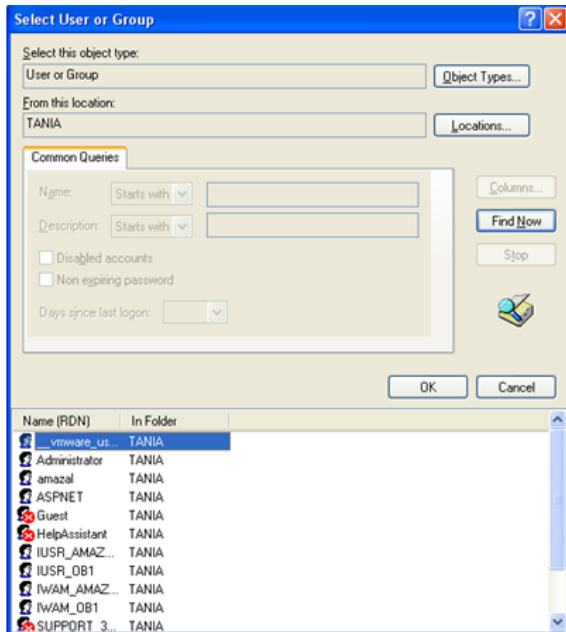 Select User or Group
Select this object type:
User or Group
Object Types...
From this location:
TANIA
Locations...
Common Queries
Name:
Starts with
Columns...
Description:
Starts with
Find Now
Disabled accounts
Stop
Non expiring password
Days since last logon:
OK
Cancel
Name (RDN) In Folder
__vmware_us... TANIA
Administrator TANIA
amazal TANIA
ASPNET TANIA
Guest TANIA
HelpAssistant TANIA
IUSR_AMAZ... TANIA
IUSR_OB1 TANIA
IWAM_AMAZ... TANIA
IWAM_OB1 TANIA
SUPPORT_3... TANIA